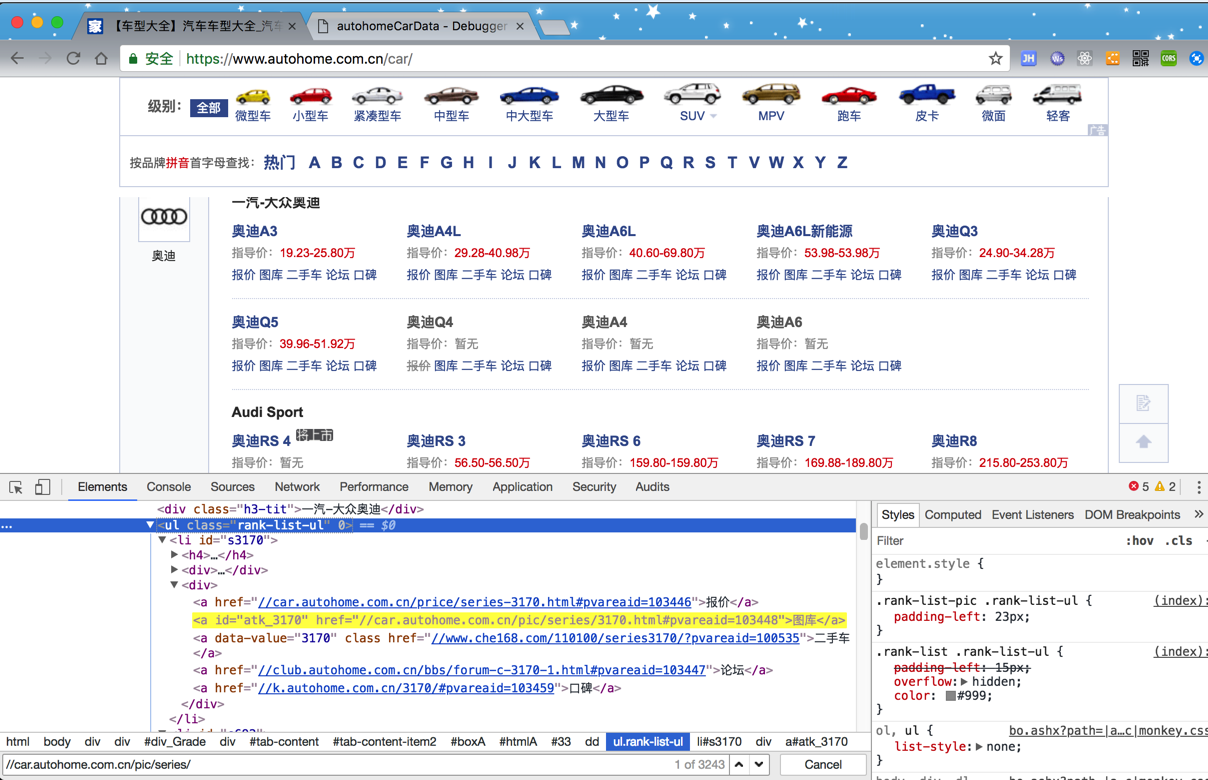 【车型大全】汽车车型大全_汽车 ×
autohomeCarData - Debugger ×
安全 https://www.autohome.com.cn/car/
级别： 全部 微型车 小型车 紧凑型车 中型车 中大型车 大型车 SUV MPV 跑车 皮卡 微面 轻客
广告
按品牌拼音首字母查找： 热门 A B C D E F G H I J K L M N O P Q R S T V W X Y Z
奥迪
一汽-大众奥迪
奥迪A3 奥迪A4L 奥迪A6L 奥迪A6L新能源 奥迪Q3
指导价：19.23-25.80万 指导价：29.28-40.98万 指导价：40.60-69.80万 指导价：53.98-53.98万 指导价：24.90-34.28万
报价 图库 二手车 论坛 口碑 报价 图库 二手车 论坛 口碑 报价 图库 二手车 论坛 口碑 报价 图库 二手车 论坛 口碑 报价 图库 二手车 论坛 口碑
奥迪Q5 奥迪Q4 奥迪A4 奥迪A6
指导价：39.96-51.92万 指导价：暂无 指导价：暂无 指导价：暂无
报价 图库 二手车 论坛 口碑 报价 图库 二手车 论坛 口碑 报价 图库 二手车 论坛 口碑 报价 图库 二手车 论坛 口碑
Audi Sport
奥迪RS 4 将上市 奥迪RS 3 奥迪RS 6 奥迪RS 7 奥迪R8
指导价：暂无 指导价：56.50-56.50万 指导价：159.80-159.80万 指导价：169.88-189.80万 指导价：215.80-253.80万
Elements Console Sources Network Performance Memory Application Security Audits 5 2
<div class="h3-tit">一汽-大众奥迪</div>
… ▼<ul class="rank-list-ul" 0> == $0
▼<li id="s3170">
▶<h4>…</h4>
▶<div>…</div>
▼<div>
<a href="//car.autohome.com.cn/price/series-3170.html#pvareaid=103446">报价</a>
<a id="atk_3170" href="//car.autohome.com.cn/pic/series/3170.html#pvareaid=103448">图库</a>
<a data-value="3170" class href="//www.che168.com/110100/series3170/?pvareaid=100535">二手车
</a>
<a href="//club.autohome.com.cn/bbs/forum-c-3170-1.html#pvareaid=103447">论坛</a>
<a href="//k.autohome.com.cn/3170/#pvareaid=103459">口碑</a>
</div>
</li>
html body div div #div_Grade div #tab-content #tab-content-item2 #boxA #htmlA #33 dd ul.rank-list-ul li#s3170 div a#atk_3170
//car.autohome.com.cn/pic/series/ 1 of 3243 Cancel
Styles Computed Event Listeners DOM Breakpoints »
Filter :hov .cls
element.style {
}
.rank-list-pic .rank-list-ul { (index):
padding-left: 23px;
}
.rank-list .rank-list-ul { (index):
padding-left: 15px;
overflow:▶ hidden;
color: #999;
}
ol, ul { bo.ashx?path=|a…c|monkey.css
list-style:▶ none;
}